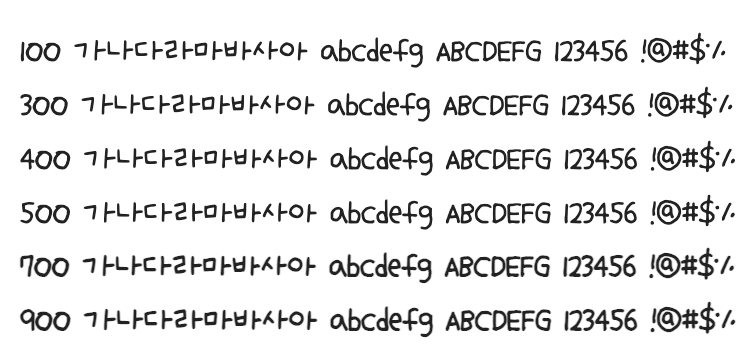 100 가나다라마바사아 abcdefg ABCDEFG 123456 !@#$%
300 가나다라마바사아 abcdefg ABCDEFG 123456 !@#$%
400 가나다라마바사아 abcdefg ABCDEFG 123456 !@#$%
500 가나다라마바사아 abcdefg ABCDEFG 123456 !@#$%
700 가나다라마바사아 abcdefg ABCDEFG 123456 !@#$%
900 가나다라마바사아 abcdefg ABCDEFG 123456 !@#$%